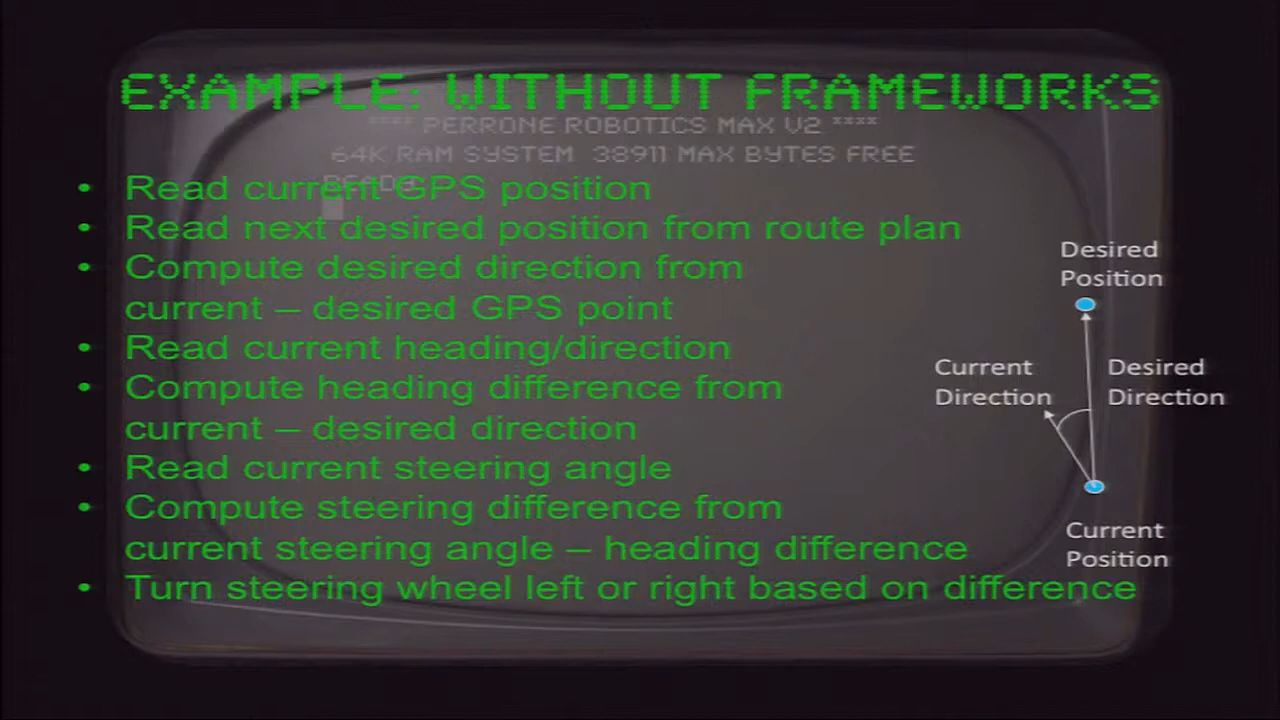 EXAMPLE: WITHOUT FRAMEWORKS
**** PERRONE ROBOTICS MAX V2 ****
64K RAM SYSTEM 38911 MAX BYTES FREE
READY
• Read current GPS position
• Read next desired position from route plan
• Compute desired direction from
current – desired GPS point
• Read current heading/direction
• Compute heading difference from
current – desired direction
• Read current steering angle
• Compute steering difference from
current steering angle – heading difference
• Turn steering wheel left or right based on difference
Desired
Position
Current
Direction
Desired
Direction
Current
Position